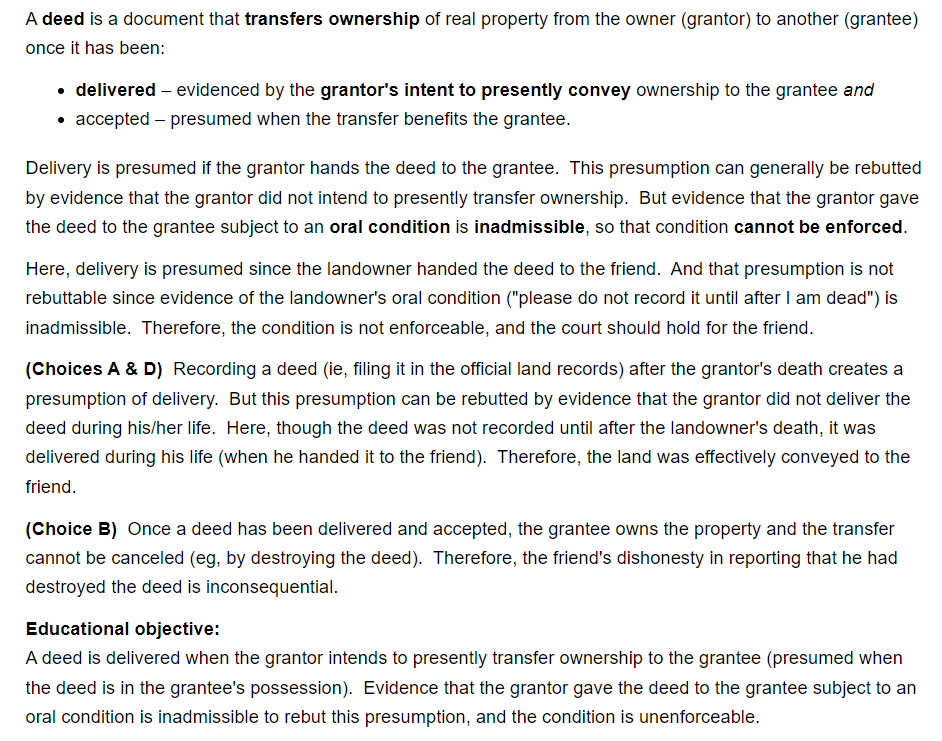 A deed is a document that transfers ownership of real property from the owner (grantor) to another (grantee)
once it has been:
• delivered – evidenced by the grantor's intent to presently convey ownership to the grantee and
• accepted – presumed when the transfer benefits the grantee.
Delivery is presumed if the grantor hands the deed to the grantee.  This presumption can generally be rebutted
by evidence that the grantor did not intend to presently transfer ownership.  But evidence that the grantor gave
the deed to the grantee subject to an oral condition is inadmissible, so that condition cannot be enforced.
Here, delivery is presumed since the landowner handed the deed to the friend.  And that presumption is not
rebuttable since evidence of the landowner's oral condition ("please do not record it until after I am dead") is
inadmissible.  Therefore, the condition is not enforceable, and the court should hold for the friend.
(Choices A & D)  Recording a deed (ie, filing it in the official land records) after the grantor's death creates a
presumption of delivery.  But this presumption can be rebutted by evidence that the grantor did not deliver the
deed during his/her life.  Here, though the deed was not recorded until after the landowner's death, it was
delivered during his life (when he handed it to the friend).  Therefore, the land was effectively conveyed to the
friend.
(Choice B)  Once a deed has been delivered and accepted, the grantee owns the property and the transfer
cannot be canceled (eg, by destroying the deed).  Therefore, the friend's dishonesty in reporting that he had
destroyed the deed is inconsequential.
Educational objective:
A deed is delivered when the grantor intends to presently transfer ownership to the grantee (presumed when
the deed is in the grantee's possession).  Evidence that the grantor gave the deed to the grantee subject to an
oral condition is inadmissible to rebut this presumption, and the condition is unenforceable.